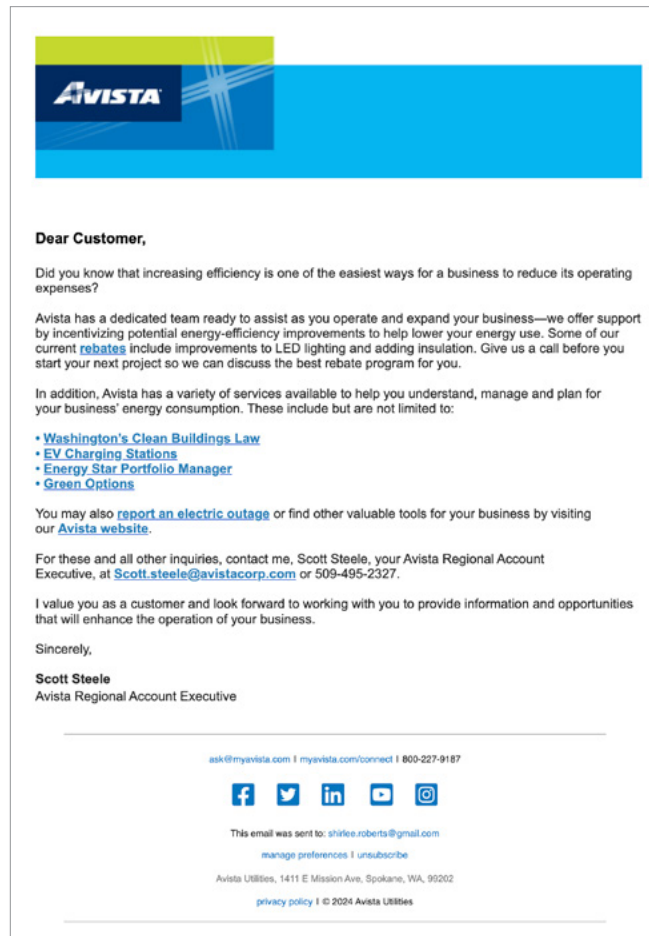 AVISTA
Dear Customer,
Did you know that increasing efficiency is one of the easiest ways for a business to reduce its operating
expenses?
Avista has a dedicated team ready to assist as you operate and expand your business—we offer support
by incentivizing potential energy-efficiency improvements to help lower your energy use. Some of our
current rebates include improvements to LED lighting and adding insulation. Give us a call before you
start your next project so we can discuss the best rebate program for you.
In addition, Avista has a variety of services available to help you understand, manage and plan for
your business' energy consumption. These include but are not limited to:
• Washington's Clean Buildings Law
• EV Charging Stations
• Energy Star Portfolio Manager
• Green Options
You may also report an electric outage or find other valuable tools for your business by visiting
our Avista website.
For these and all other inquiries, contact me, Scott Steele, your Avista Regional Account
Executive, at Scott.steele@avistacorp.com or 509-495-2327.
I value you as a customer and look forward to working with you to provide information and opportunities
that will enhance the operation of your business.
Sincerely,
Scott Steele
Avista Regional Account Executive
ask@myavista.com | myavista.com/connect | 800-227-9187
This email was sent to: shirlee.roberts@gmail.com
manage preferences | unsubscribe
Avista Utilities, 1411 E Mission Ave, Spokane, WA, 99202
privacy policy | © 2024 Avista Utilities